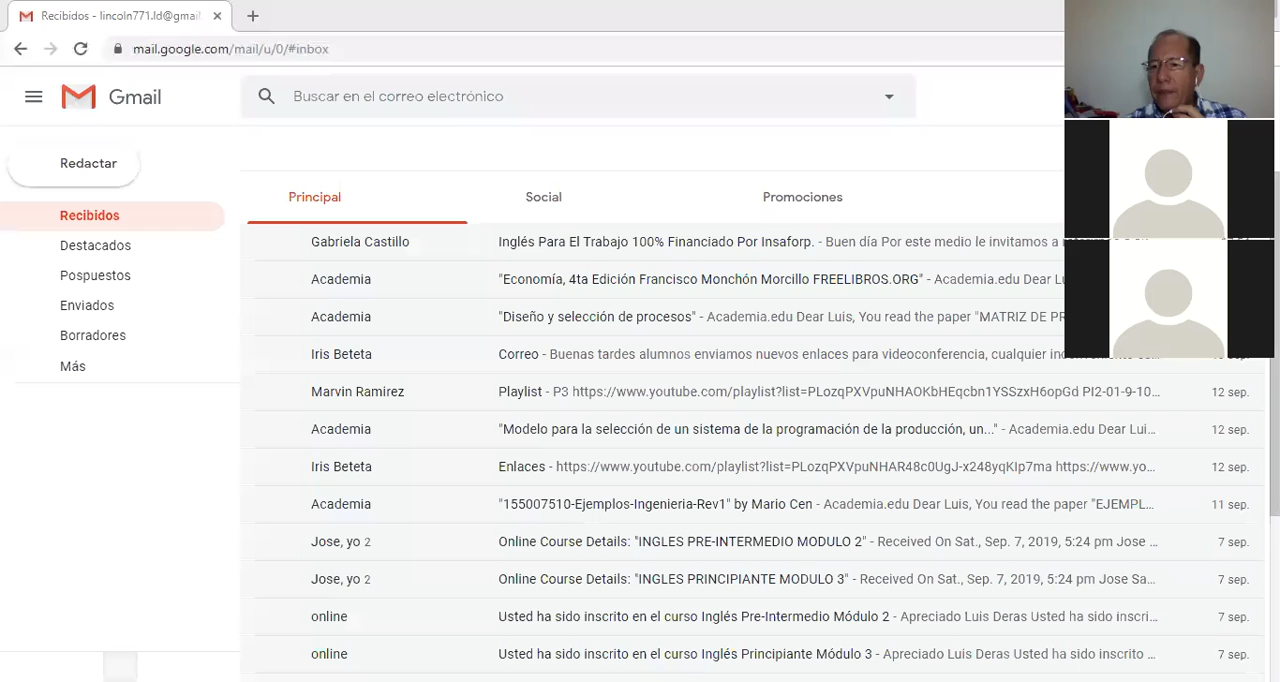 Recibidos - lincoln771.ld@gmai
mail.google.com/mail/u/0/#inbox
Gmail
Buscar en el correo electrónico
Redactar
Recibidos
Destacados
Pospuestos
Enviados
Borradores
Más
Principal Social Promociones
Gabriela Castillo Inglés Para El Trabajo 100% Financiado Por Insaforp. - Buen día Por este medio le invitamos a
Academia "Economía, 4ta Edición Francisco Monchón Morcillo FREELIBROS.ORG" - Academia.edu Dear Lu
Academia "Diseño y selección de procesos" - Academia.edu Dear Luis, You read the paper "MATRIZ DE PR
Iris Beteta Correo - Buenas tardes alumnos enviamos nuevos enlaces para videoconferencia, cualquier
Marvin Ramirez Playlist - P3 https://www.youtube.com/playlist?list=PLozqPXVpuNHAOKbHEqcbn1YSSzxH6opGd PI2-01-9-10... 12 sep.
Academia "Modelo para la selección de un sistema de la programación de la producción, un..." - Academia.edu Dear Lui... 12 sep.
Iris Beteta Enlaces - https://www.youtube.com/playlist?list=PLozqPXVpuNHAR48c0UgJ-x248yqKIp7ma https://www.yo... 12 sep.
Academia "155007510-Ejemplos-Ingenieria-Rev1" by Mario Cen - Academia.edu Dear Luis, You read the paper "EJEMPL... 11 sep.
Jose, yo 2 Online Course Details: "INGLES PRE-INTERMEDIO MODULO 2" - Received On Sat., Sep. 7, 2019, 5:24 pm Jose ... 7 sep.
Jose, yo 2 Online Course Details: "INGLES PRINCIPIANTE MODULO 3" - Received On Sat., Sep. 7, 2019, 5:24 pm Jose Sa... 7 sep.
online Usted ha sido inscrito en el curso Inglés Pre-Intermedio Módulo 2 - Apreciado Luis Deras Usted ha sido inscri... 7 sep.
online Usted ha sido inscrito en el curso Inglés Principiante Módulo 3 - Apreciado Luis Deras Usted ha sido inscrito ... 7 sep.